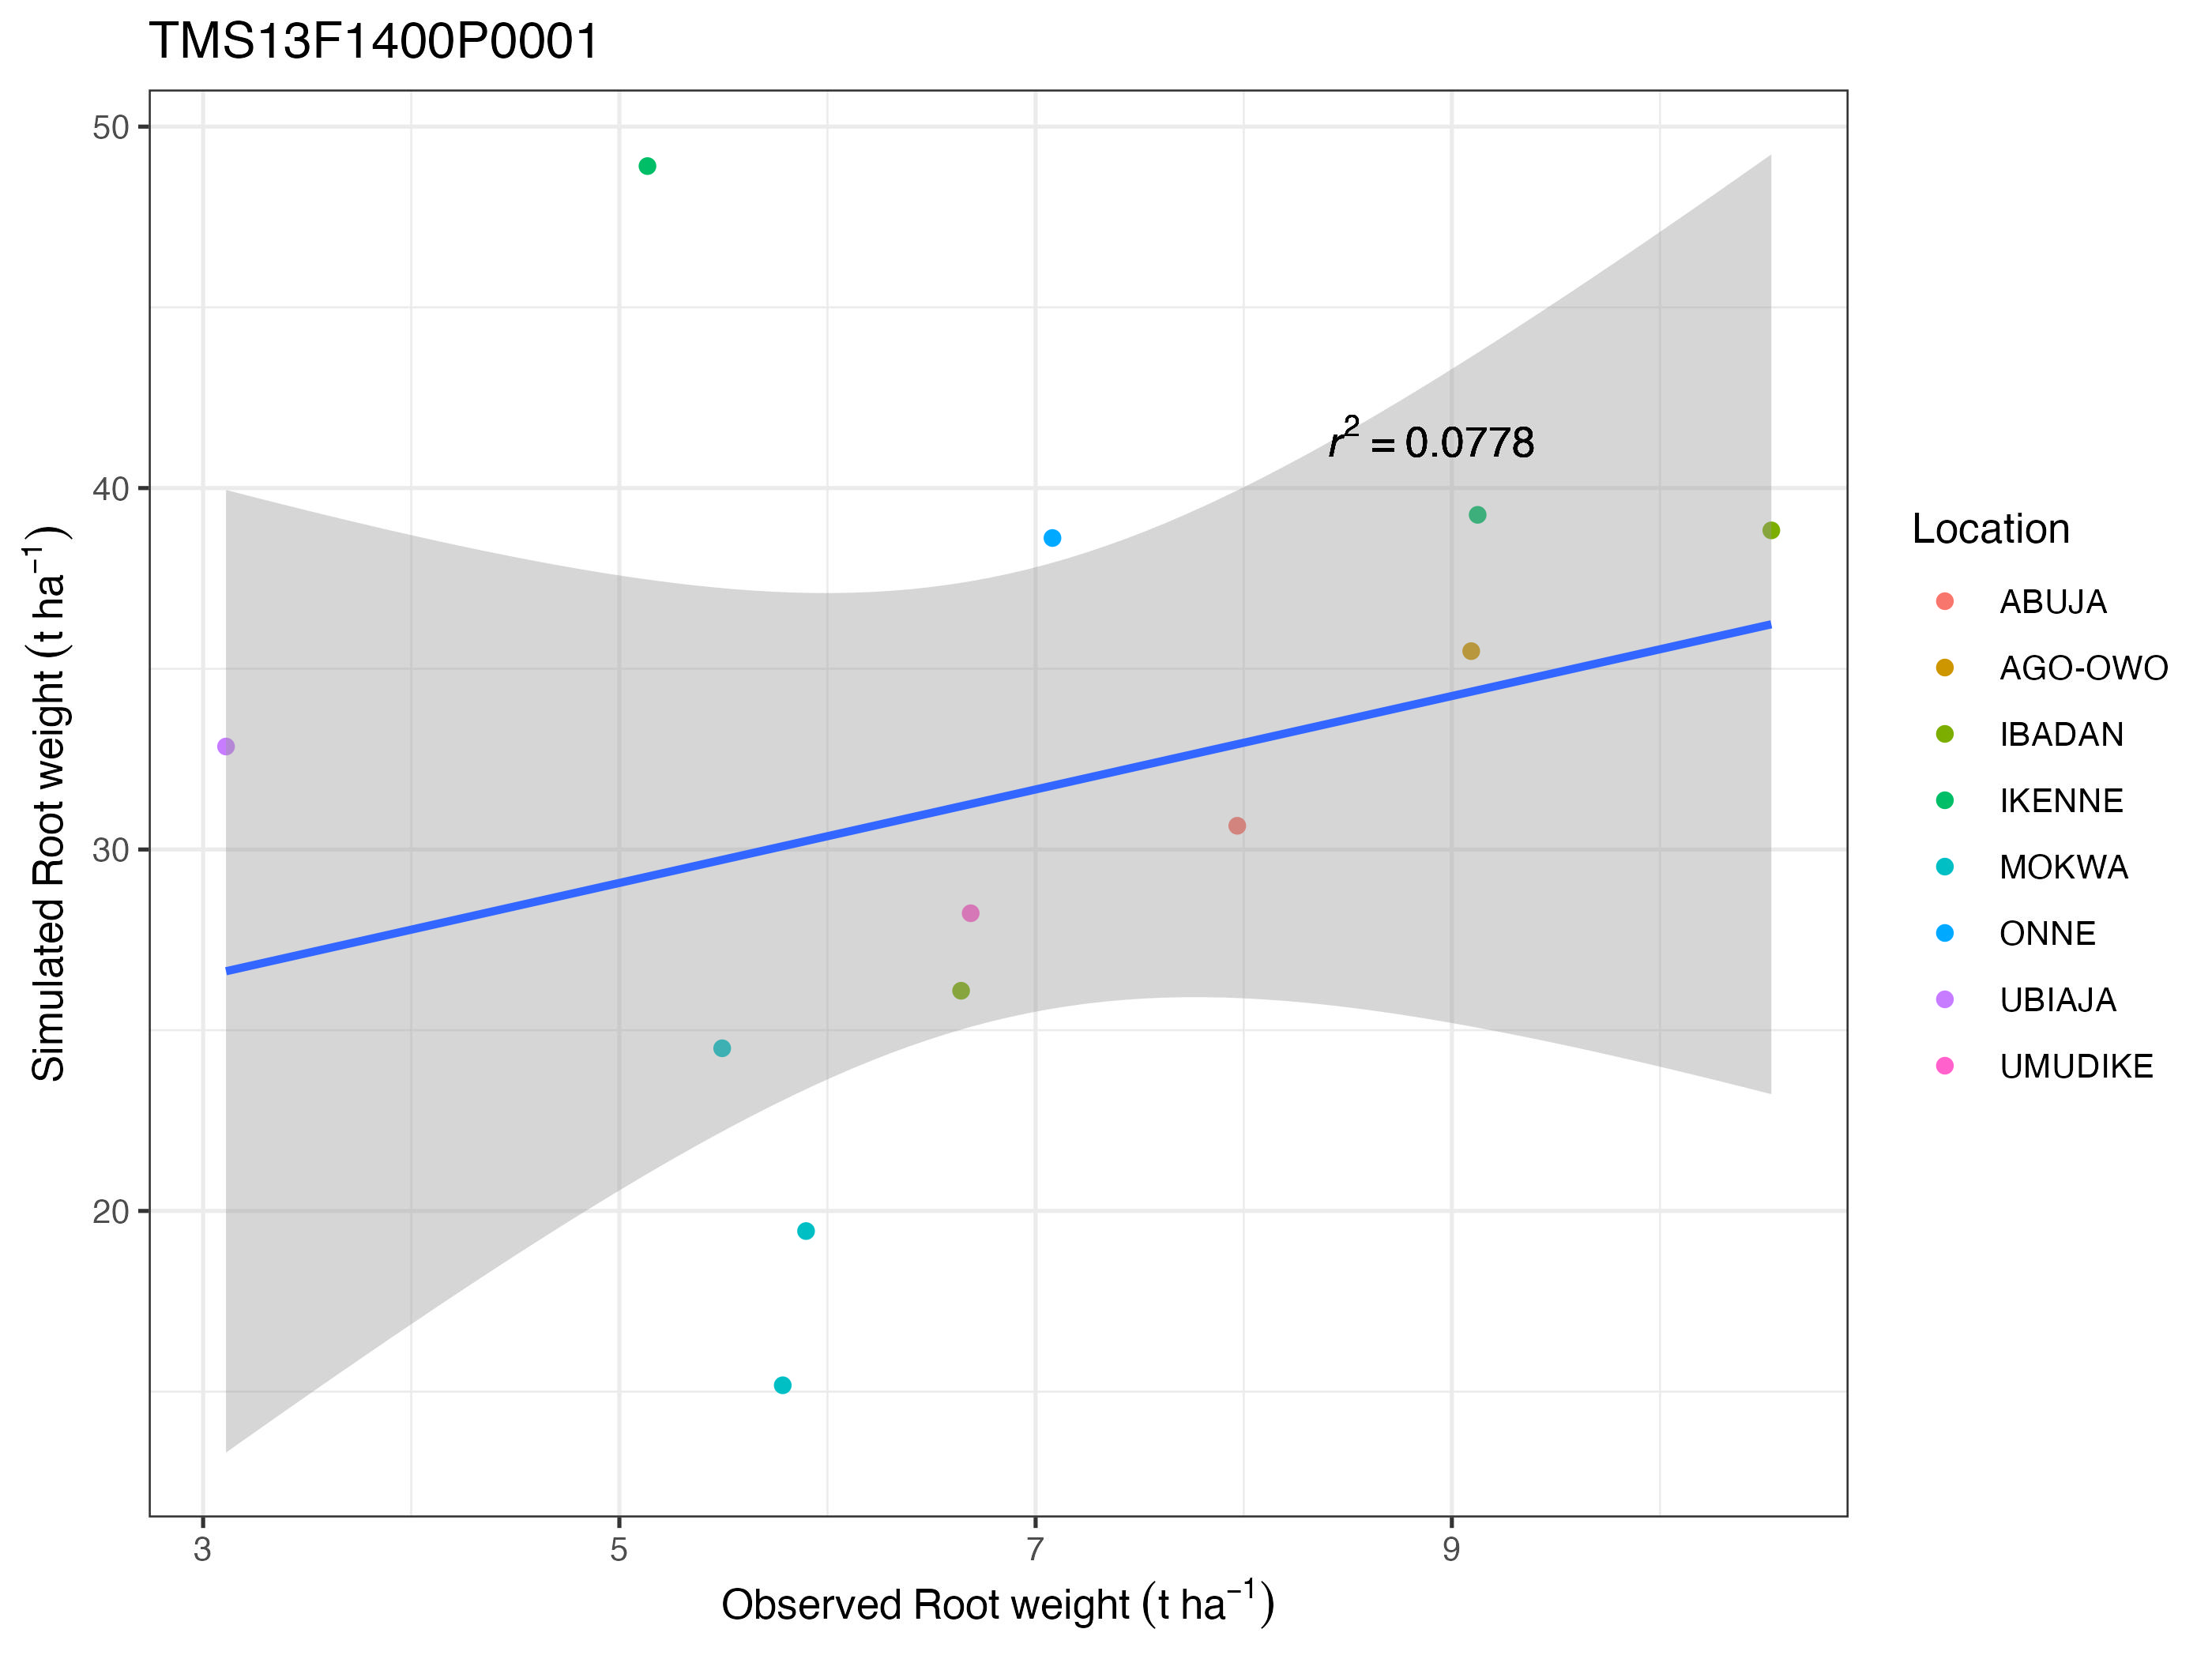 TMS13F1400P0001
50
40
30
20
Simulated Root weight (t ha⁻¹)
r² = 0.0778
3 5 7 9
Observed Root weight (t ha⁻¹)
Location
ABUJA
AGO-OWO
IBADAN
IKENNE
MOKWA
ONNE
UBIAJA
UMUDIKE